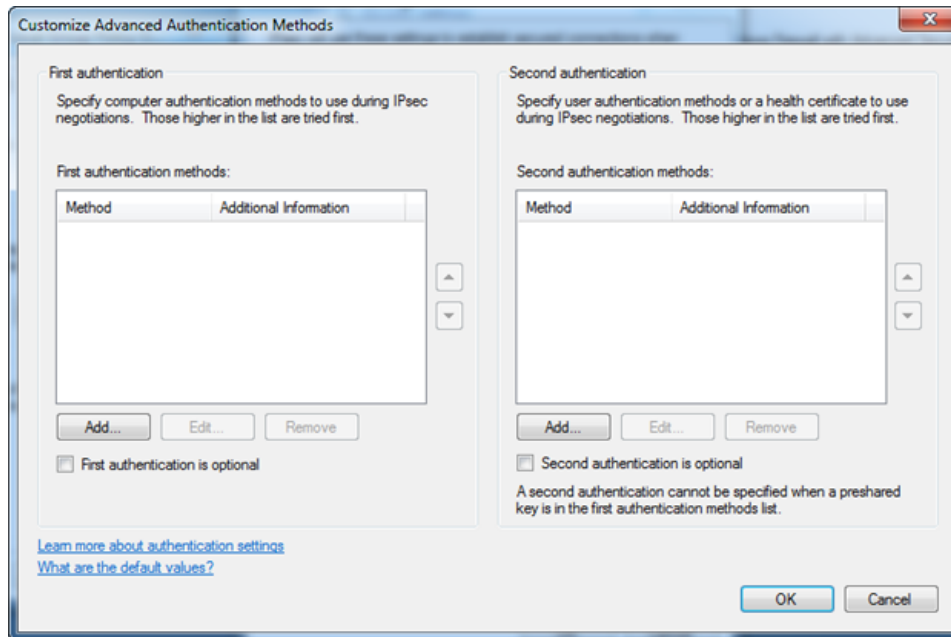 Customize Advanced Authentication Methods
First authentication
Specify computer authentication methods to use during IPsec
negotiations. Those higher in the list are tried first.
First authentication methods:
Method Additional Information
Add... Edit... Remove
First authentication is optional
Second authentication
Specify user authentication methods or a health certificate to use
during IPsec negotiations. Those higher in the list are tried first.
Second authentication methods:
Method Additional Information
Add... Edit... Remove
Second authentication is optional
A second authentication cannot be specified when a preshared
key is in the first authentication methods list.
Learn more about authentication settings
What are the default values?
OK Cancel